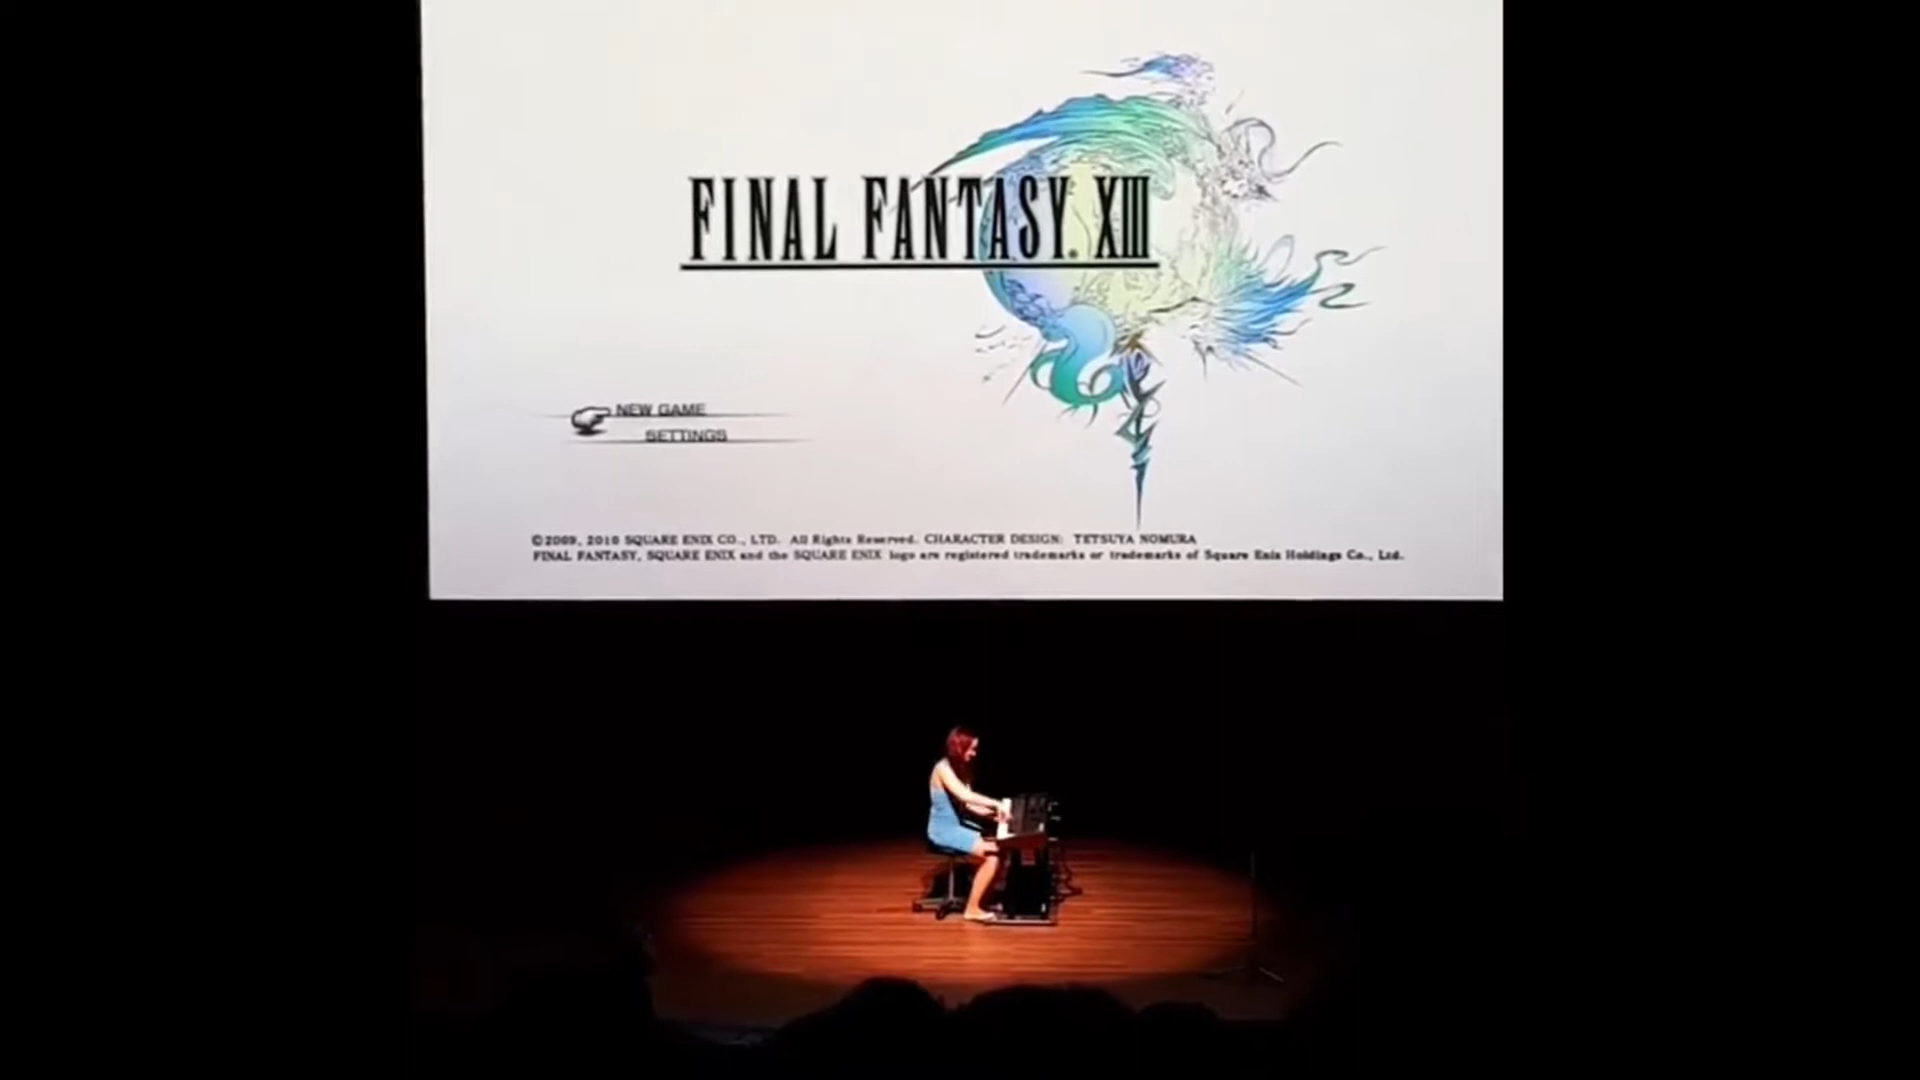 FINAL FANTASY. XIII
NEW GAME
SETTINGS
©2009, 2010 SQUARE ENIX CO., LTD. All Rights Reserved. CHARACTER DESIGN: TETSUYA NOMURA
FINAL FANTASY, SQUARE ENIX and the SQUARE ENIX logo are registered trademarks or trademarks of Square Enix Holdings Co., Ltd.